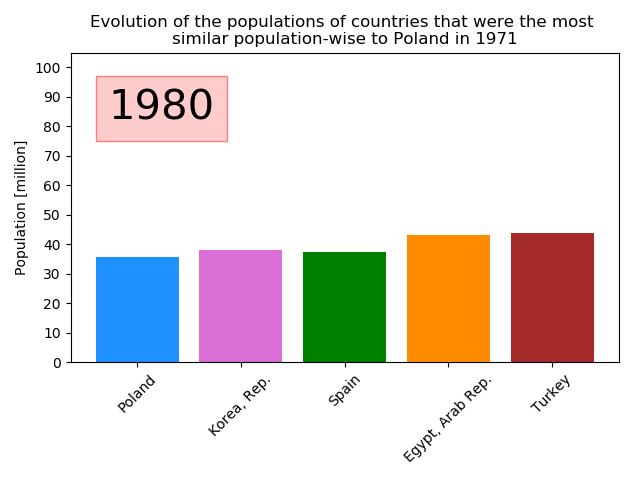 Evolution of the populations of countries that were the most
similar population-wise to Poland in 1971
1980
Population [million]
100
90
80
70
60
50
40
30
20
10
0
Poland
Korea, Rep.
Spain
Egypt, Arab Rep.
Turkey